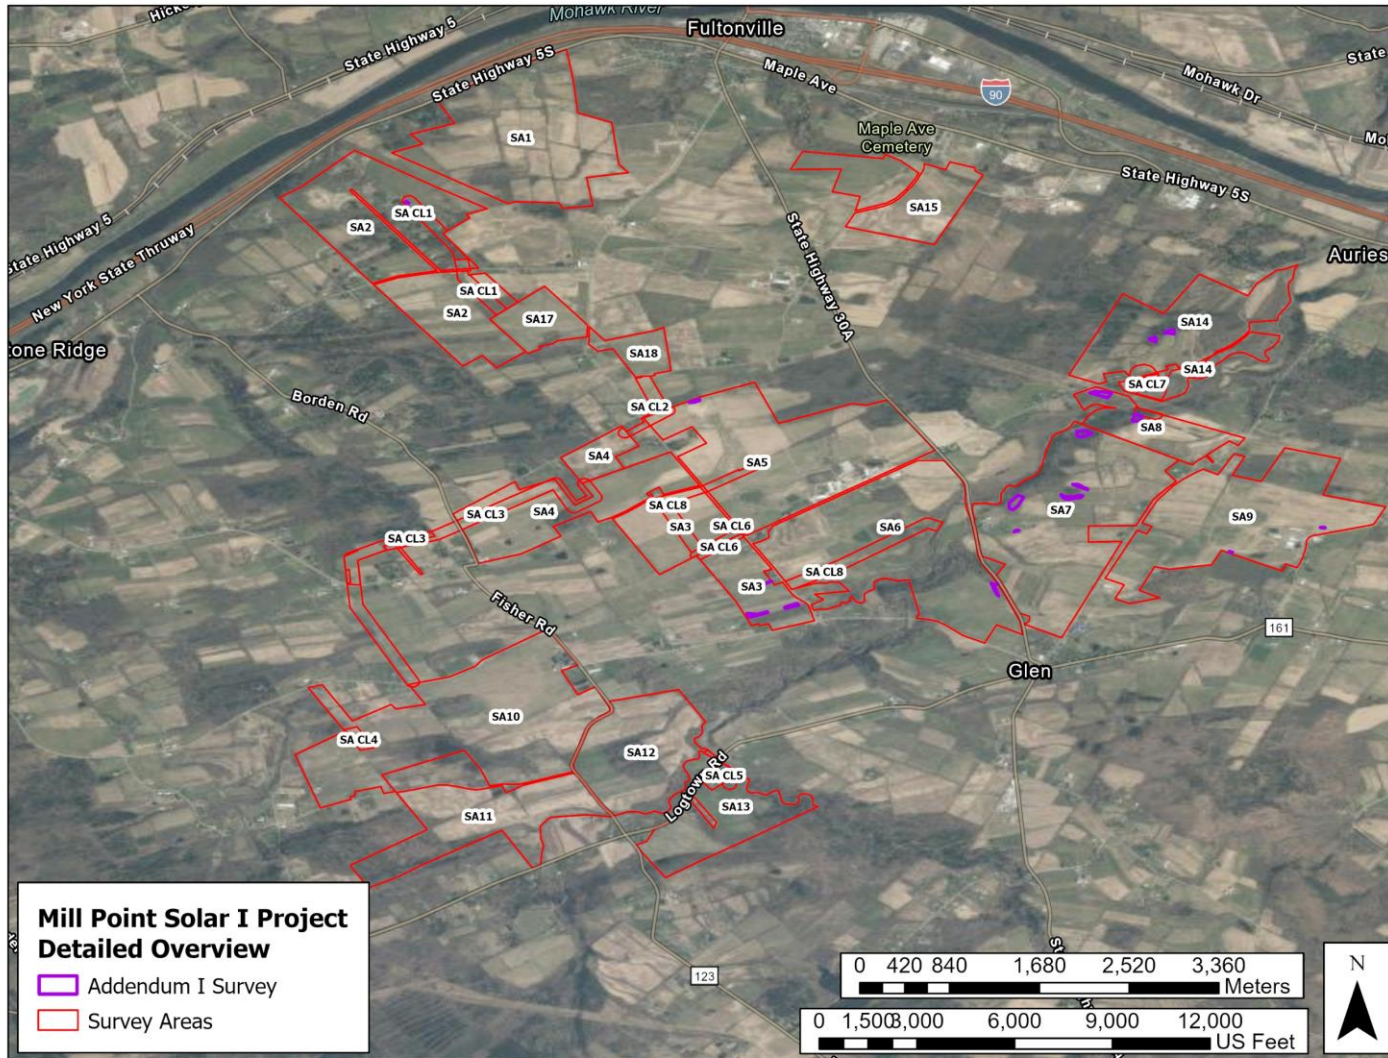 Mohawk River
Hicke
State Highway 5
Fultonville
State
State Highway 5S
Maple Ave
Mohawk Dr
90
Maple Ave
Cemetery
SA1
State Highway 5S
SA CL1
SA2
SA15
State Highway 5
New York State Thruway
State Highway 30A
Auries
SA CL1
SA2
SA17
SA14
tone Ridge
SA18
SA14
SA CL7
Borden Rd
SA CL2
SA8
SA4
SA5
SA CL8
SA7
SA CL3
SA4
SA9
SA3
SA CL6
SA6
SA CL3
SA CL6
SA CL8
SA3
Fisher Rd
161
Glen
SA10
SA CL4
SA12
SA CL5
Logtown Rd
SA13
SA11
123
Mill Point Solar I Project
Detailed Overview
Addendum I Survey
Survey Areas
0 420 840 1,680 2,520 3,360
Meters
0 1,500 3,000 6,000 9,000 12,000
US Feet
N